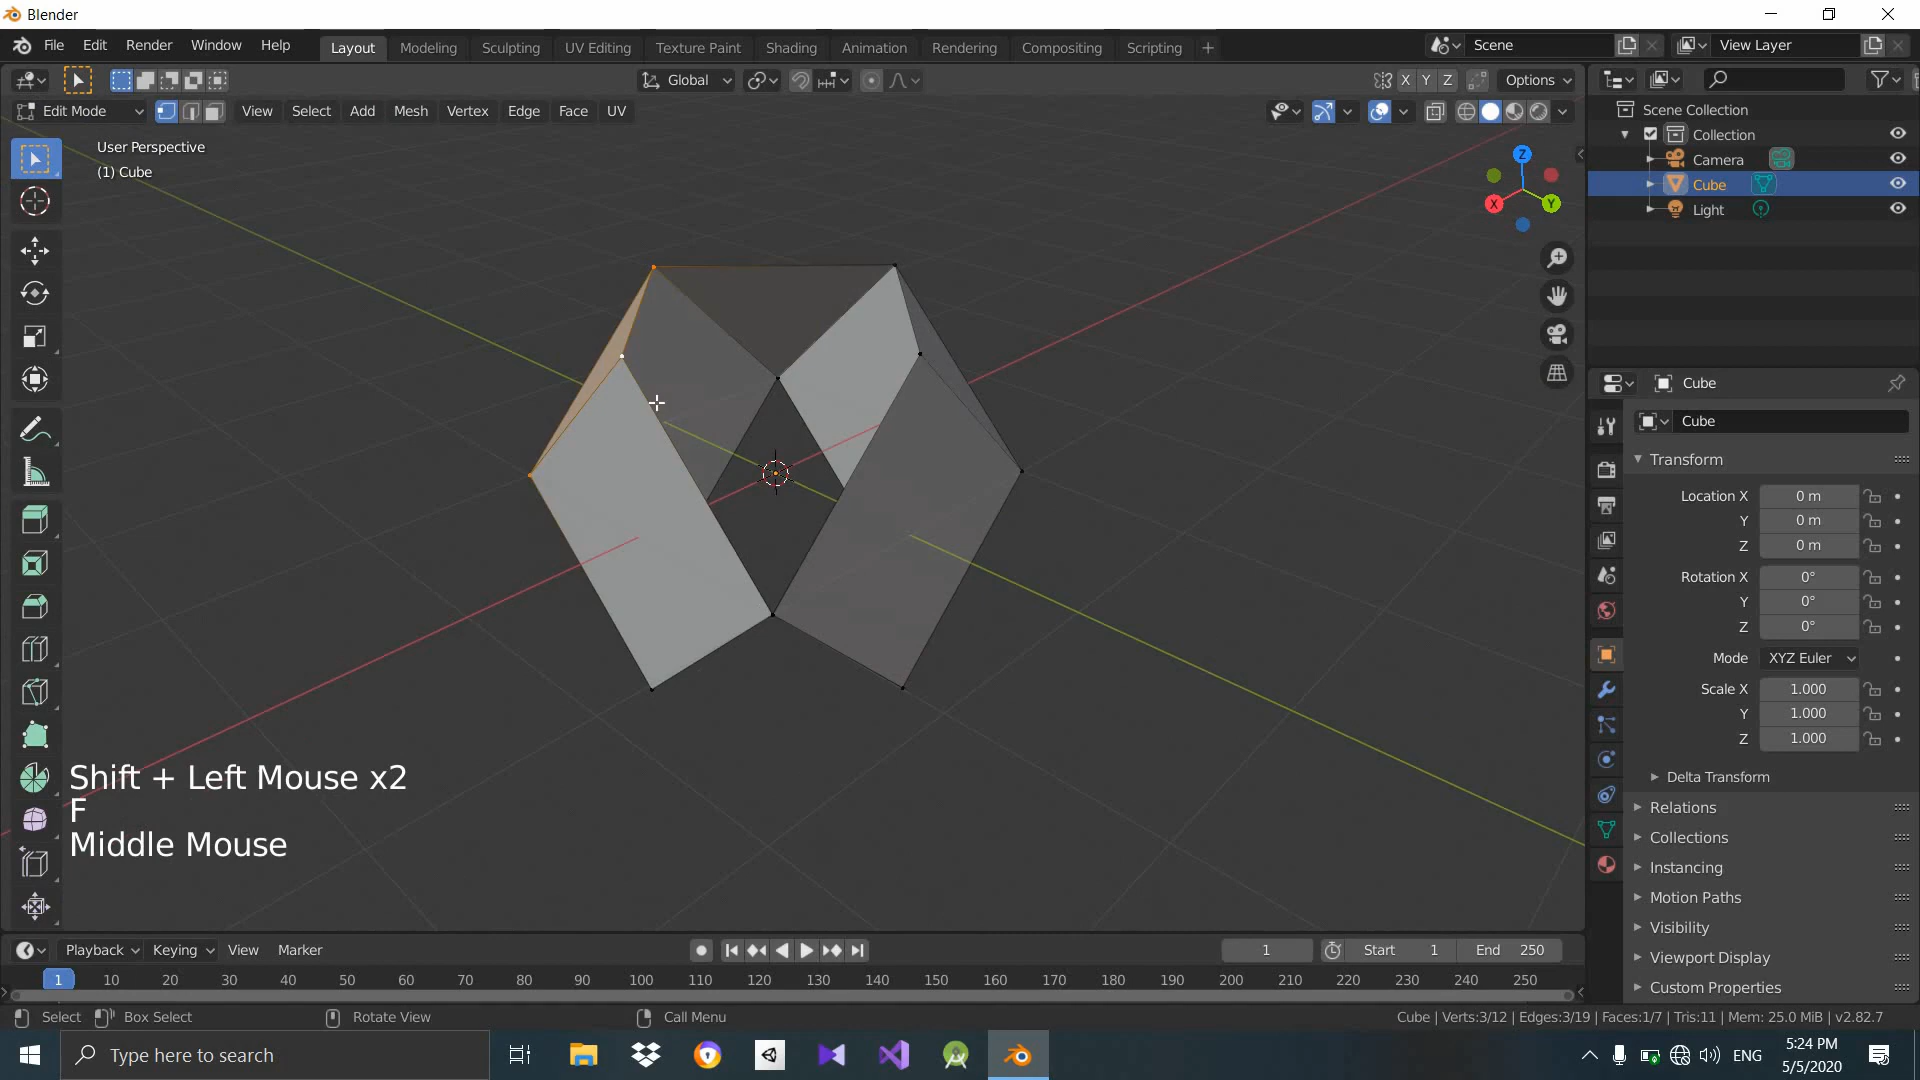 Blender
File Edit Render Window Help Layout Modeling Sculpting UV Editing Texture Paint Shading Animation Rendering Compositing Scripting + Scene View Layer
Global X Y Z Options
Edit Mode View Select Add Mesh Vertex Edge Face UV
User Perspective
(1) Cube
Z
X
Y
Scene Collection
Collection
Camera
Cube
Light
Cube
Cube
Transform
Location X 0 m
Y 0 m
Z 0 m
Rotation X 0°
Y 0°
Z 0°
Mode XYZ Euler
Scale X 1.000
Y 1.000
Z 1.000
Delta Transform
Relations
Collections
Instancing
Motion Paths
Visibility
Viewport Display
Custom Properties
Shift + Left Mouse x2
F
Middle Mouse
Playback Keying View Marker 1 Start 1 End 250
1 10 20 30 40 50 60 70 80 90 100 110 120 130 140 150 160 170 180 190 200 210 220 230 240 250
Select Box Select Rotate View Call Menu Cube | Verts:3/12 | Edges:3/19 | Faces:1/7 | Tris:11 | Mem: 25.0 MiB | v2.82.7
Type here to search ENG 5:24 PM
5/5/2020